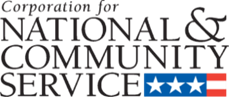 Corporation for
NATIONAL &
COMMUNITY
SERVICE